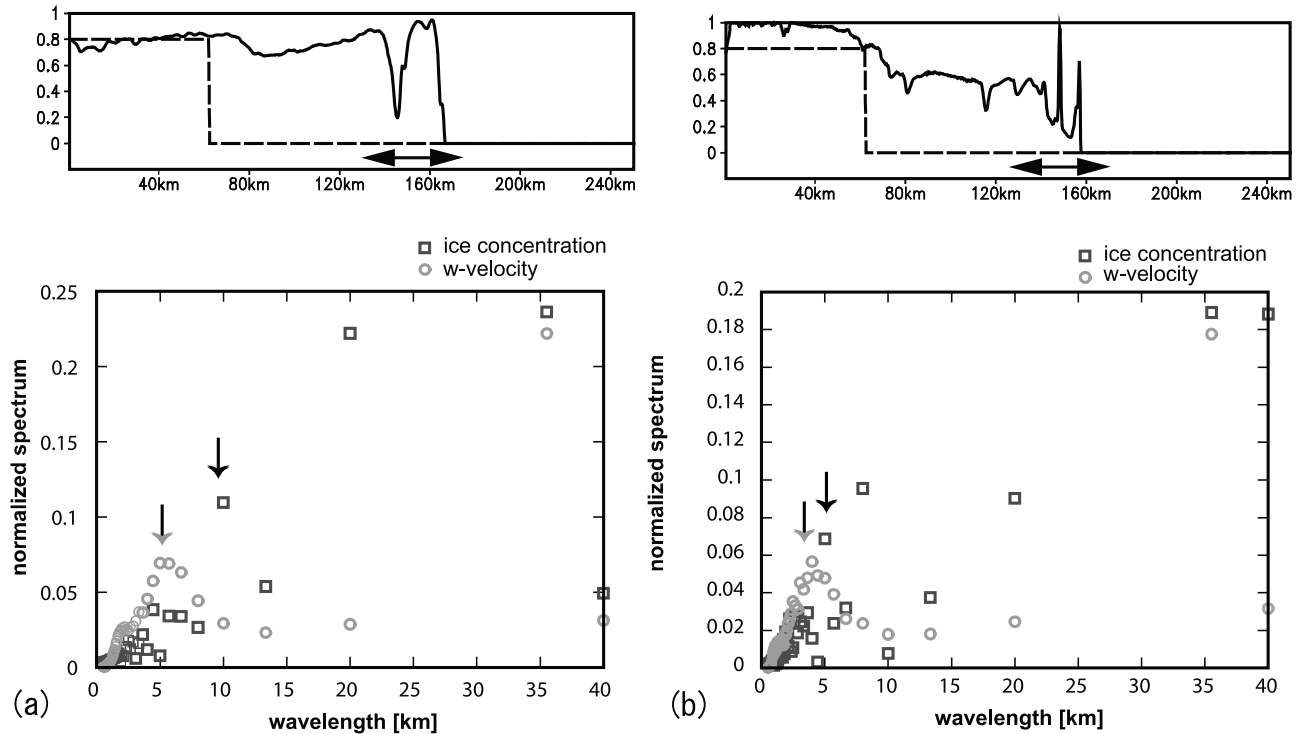 1
0.8
0.6
0.4
0.2
0
40km 80km 120km 160km 200km 240km
1
0.8
0.6
0.4
0.2
0
40km 80km 120km 160km 200km 240km
ice concentration
w-velocity
0.25
0.2
0.15
0.1
0.05
0
normalized spectrum
0 5 10 15 20 25 30 35 40
wavelength [km]
(a)
ice concentration
w-velocity
0.2
0.18
0.16
0.14
0.12
0.1
0.08
0.06
0.04
0.02
0
normalized spectrum
0 5 10 15 20 25 30 35 40
wavelength [km]
(b)